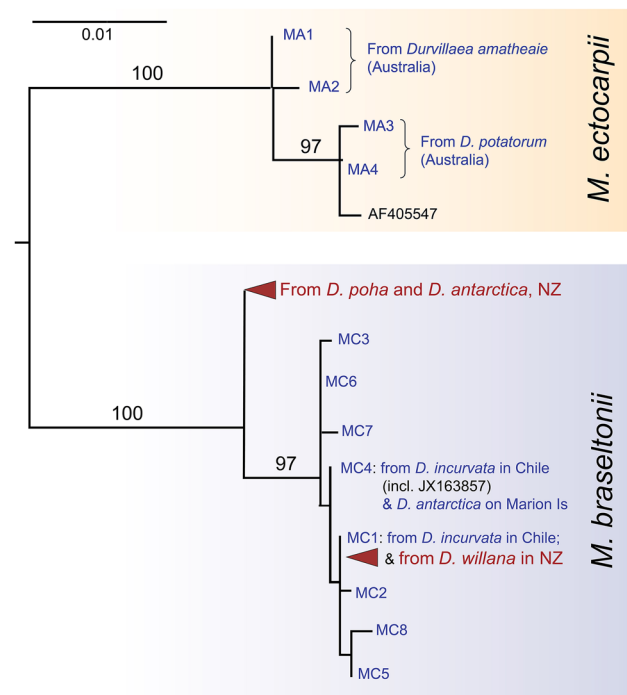 0.01
MA1
From Durvillaea amatheaie
(Australia)
100
MA2
MA3
From D. potatorum
(Australia)
97
MA4
AF405547
M. ectocarpii
From D. poha and D. antarctica, NZ
MC3
MC6
100
MC7
97
MC4: from D. incurvata in Chile
(incl. JX163857)
& D. antarctica on Marion Is
MC1: from D. incurvata in Chile;
& from D. willana in NZ
MC2
MC8
MC5
M. braseltonii